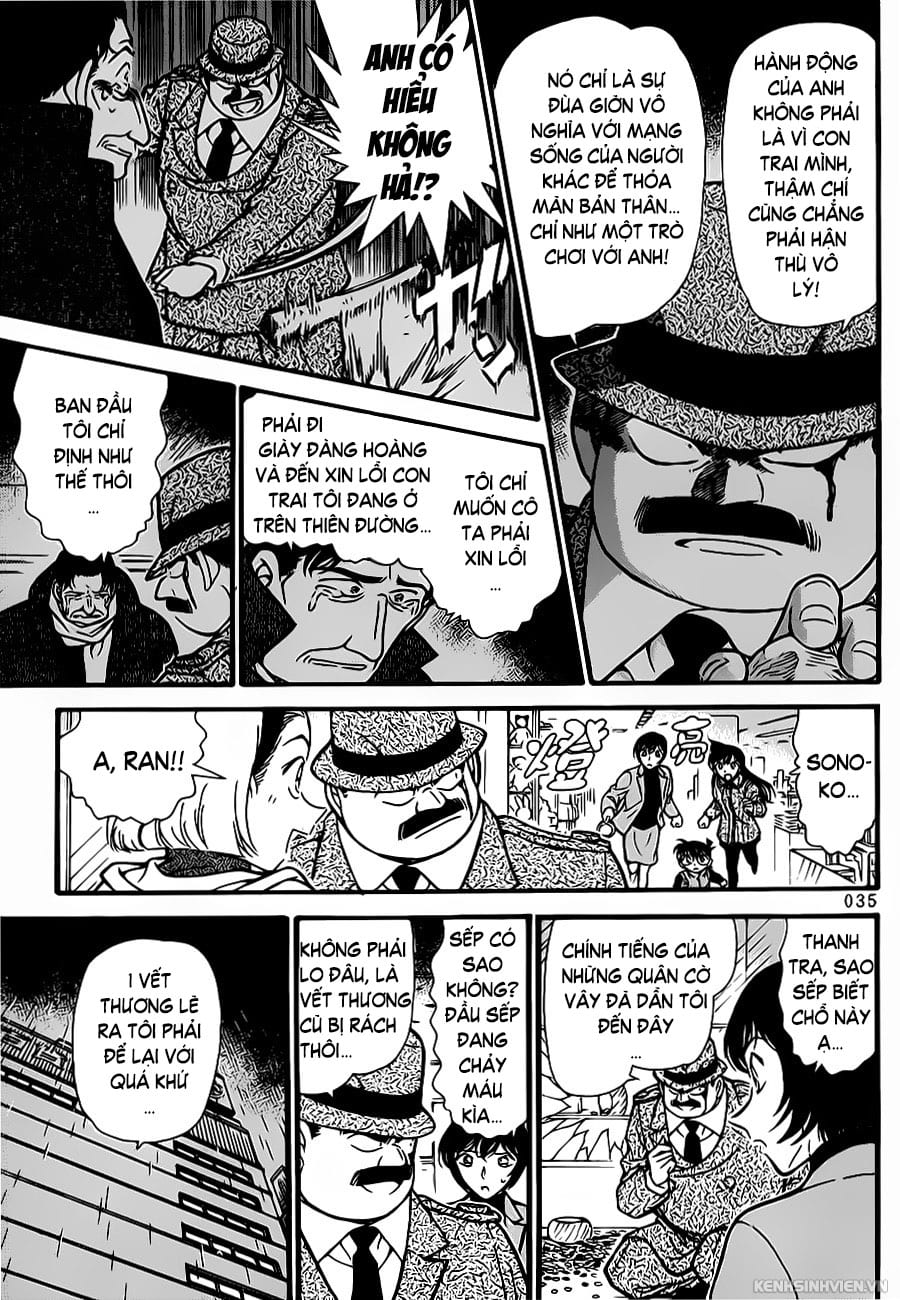 HÀNH ĐỘNG
CỦA ANH
KHÔNG PHẢI
LÀ VÌ CON
TRAI MÌNH,
THẬM CHÍ
CŨNG CHẲNG
PHẢI HẬN
THÙ VÔ
LÝ!
NÓ CHỈ LÀ SỰ
ĐÙA GIỠN VÔ
NGHĨA VỚI MẠNG
SỐNG CỦA NGƯỜI
KHÁC ĐỂ THỎA
MÃN BẢN THÂN...
CHỈ NHƯ MỘT TRÒ
CHƠI VỚI ANH!
ANH CÓ
HIỂU
KHÔNG
HẢ!?
TÔI CHỈ
MUỐN CÔ
TA PHẢI
XIN LỖI
...
PHẢI ĐI
GIÀY ĐÀNG HOÀNG
VÀ ĐẾN XIN LỖI CON
TRAI TÔI ĐANG Ở
TRÊN THIÊN ĐƯỜNG...
BAN ĐẦU
TÔI CHỈ
ĐỊNH NHƯ
THẾ THÔI
...
SONO-
KO...
亮
燈
A, RAN!!
035
THANH
TRA, SAO
SẾP BIẾT
CHỔ NÀY
Ạ...
CHÍNH TIẾNG CỦA
NHỮNG QUÂN CỜ
VÂY ĐÃ DẪN TÔI
ĐẾN ĐÂY
...
SẾP CÓ
SAO
KHÔNG?
ĐẦU SẾP
ĐANG
CHẢY
MÁU
KÌA...
KHÔNG PHẢI
LO ĐÂU, LÀ
VẾT THƯƠNG
CŨ BỊ RÁCH
THÔI...
1 VẾT
THƯƠNG LẼ
RA TÔI PHẢI
ĐỂ LẠI VỚI
QUÁ KHỨ
...
KENHSINHVIEN.VN